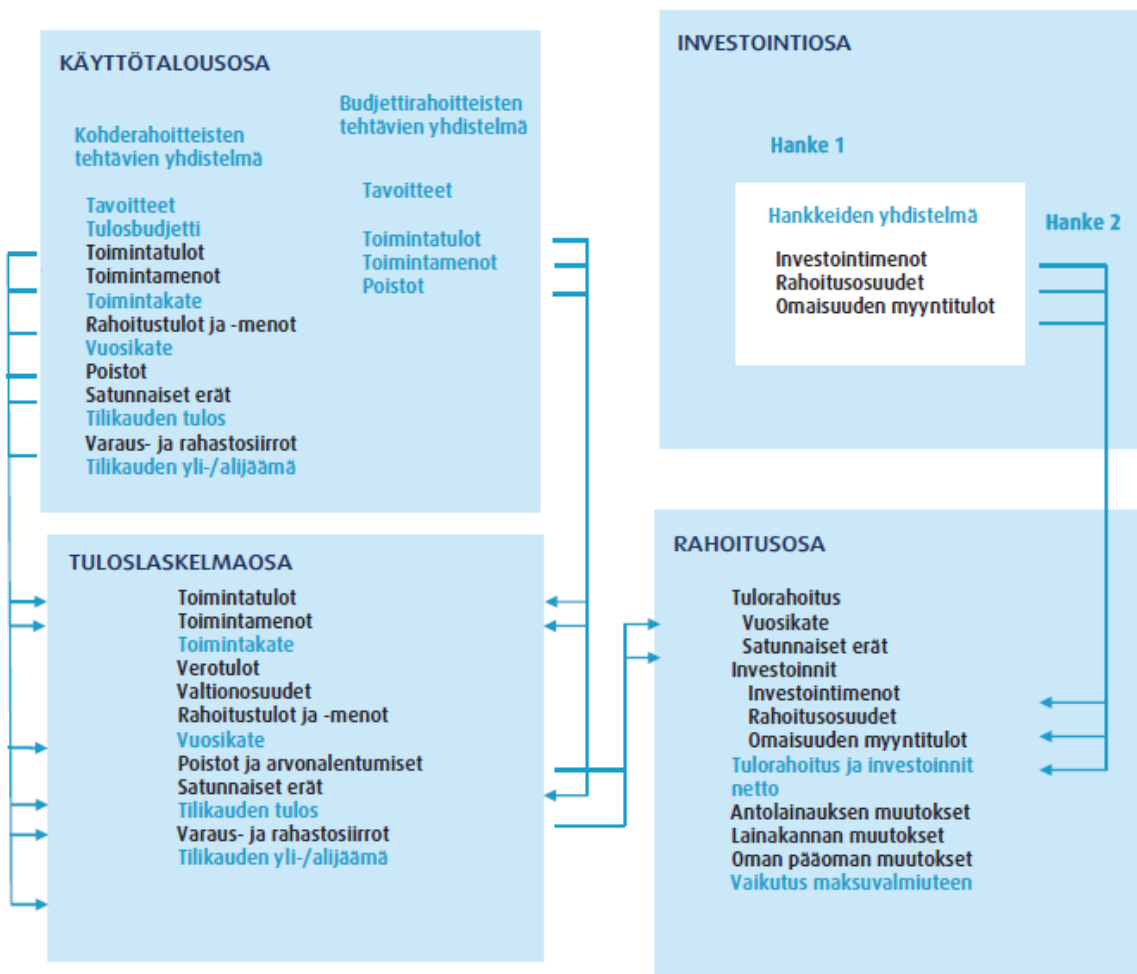 KÄYTTÖTALOUSOSA
Kohderahoitteisten
tehtävien yhdistelmä
Tavoitteet
Tulosbudjetti
Toimintatulot
Toimintamenot
Toimintakate
Rahoitustulot ja -menot
Vuosikate
Poistot
Satunnaiset erät
Tilikauden tulos
Varaus- ja rahastosiirrot
Tilikauden yli-/alijäämä
Budjettirahoitteisten
tehtävien yhdistelmä
Tavoitteet
Toimintatulot
Toimintamenot
Poistot
INVESTOINTIOSA
Hanke 1
Hankkeiden yhdistelmä
Investointimenot
Rahoitusosuudet
Omaisuuden myyntitulot
Hanke 2
TULOSLASKELMAOSA
Toimintatulot
Toimintamenot
Toimintakate
Verotulot
Valtionosuudet
Rahoitustulot ja -menot
Vuosikate
Poistot ja arvonalentumiset
Satunnaiset erät
Tilikauden tulos
Varaus- ja rahastosiirrot
Tilikauden yli-/alijäämä
RAHOITUSOSA
Tulorahoitus
Vuosikate
Satunnaiset erät
Investoinnit
Investointimenot
Rahoitusosuudet
Omaisuuden myyntitulot
Tulorahoitus ja investoinnit
netto
Antolainauksen muutokset
Lainakannan muutokset
Oman pääoman muutokset
Vaikutus maksuvalmiuteen